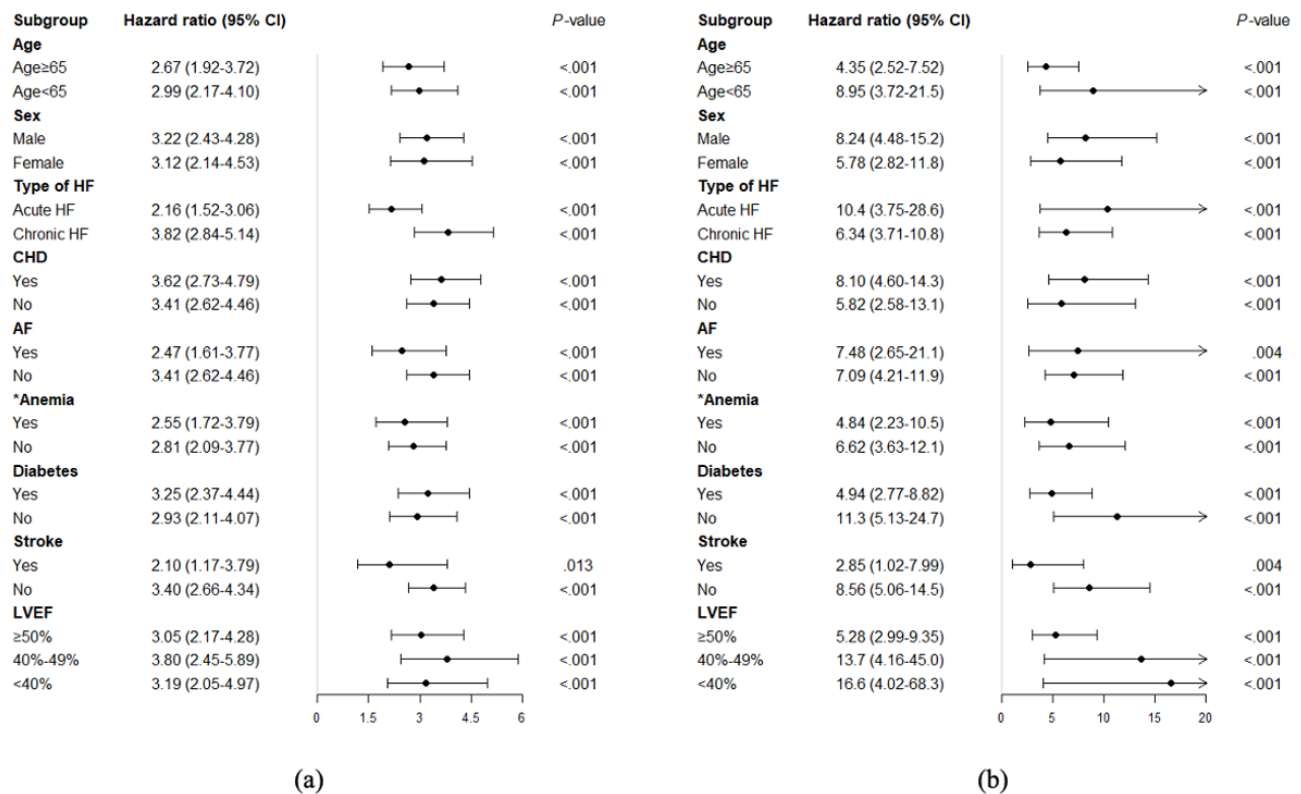 Subgroup Hazard ratio (95% CI) P-value
Age
Age≥65 2.67 (1.92-3.72) <.001
Age<65 2.99 (2.17-4.10) <.001
Sex
Male 3.22 (2.43-4.28) <.001
Female 3.12 (2.14-4.53) <.001
Type of HF
Acute HF 2.16 (1.52-3.06) <.001
Chronic HF 3.82 (2.84-5.14) <.001
CHD
Yes 3.62 (2.73-4.79) <.001
No 3.41 (2.62-4.46) <.001
AF
Yes 2.47 (1.61-3.77) <.001
No 3.41 (2.62-4.46) <.001
*Anemia
Yes 2.55 (1.72-3.79) <.001
No 2.81 (2.09-3.77) <.001
Diabetes
Yes 3.25 (2.37-4.44) <.001
No 2.93 (2.11-4.07) <.001
Stroke
Yes 2.10 (1.17-3.79) .013
No 3.40 (2.66-4.34) <.001
LVEF
≥50% 3.05 (2.17-4.28) <.001
40%-49% 3.80 (2.45-5.89) <.001
<40% 3.19 (2.05-4.97) <.001
0 1.5 3 4.5 6
(a)
Subgroup Hazard ratio (95% CI) P-value
Age
Age≥65 4.35 (2.52-7.52) <.001
Age<65 8.95 (3.72-21.5) <.001
Sex
Male 8.24 (4.48-15.2) <.001
Female 5.78 (2.82-11.8) <.001
Type of HF
Acute HF 10.4 (3.75-28.6) <.001
Chronic HF 6.34 (3.71-10.8) <.001
CHD
Yes 8.10 (4.60-14.3) <.001
No 5.82 (2.58-13.1) <.001
AF
Yes 7.48 (2.65-21.1) .004
No 7.09 (4.21-11.9) <.001
*Anemia
Yes 4.84 (2.23-10.5) <.001
No 6.62 (3.63-12.1) <.001
Diabetes
Yes 4.94 (2.77-8.82) <.001
No 11.3 (5.13-24.7) <.001
Stroke
Yes 2.85 (1.02-7.99) .004
No 8.56 (5.06-14.5) <.001
LVEF
≥50% 5.28 (2.99-9.35) <.001
40%-49% 13.7 (4.16-45.0) <.001
<40% 16.6 (4.02-68.3) <.001
0 5 10 15 20
(b)